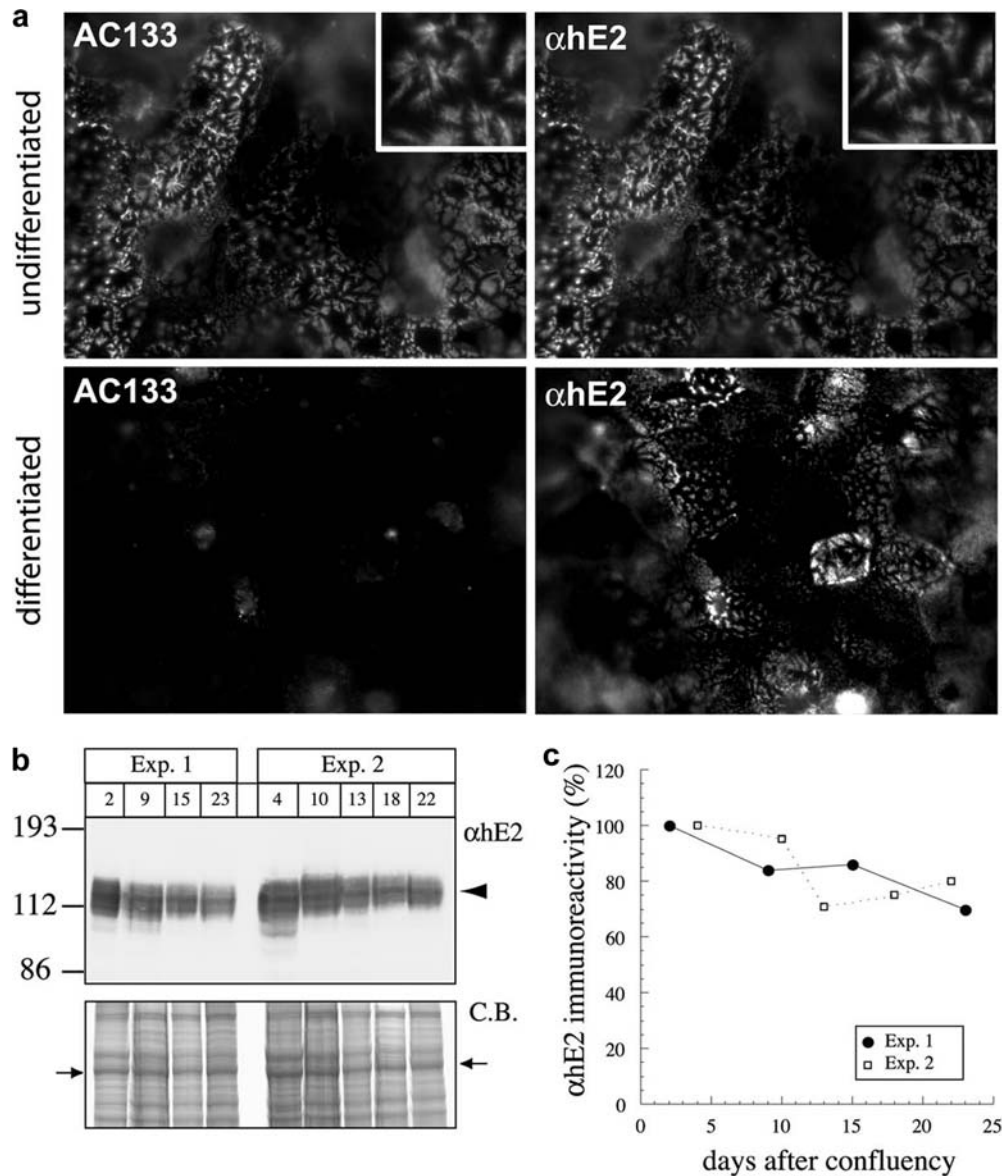 a
AC133
αhE2
undifferentiated
AC133
αhE2
differentiated
b
Exp. 1
Exp. 2
2 9 15 23 4 10 13 18 22
193
αhE2
112
86
C.B.
c
αhE2 immunoreactivity (%)
120
100
80
60
40
20
0
0 5 10 15 20 25
days after confluency
Exp. 1
Exp. 2